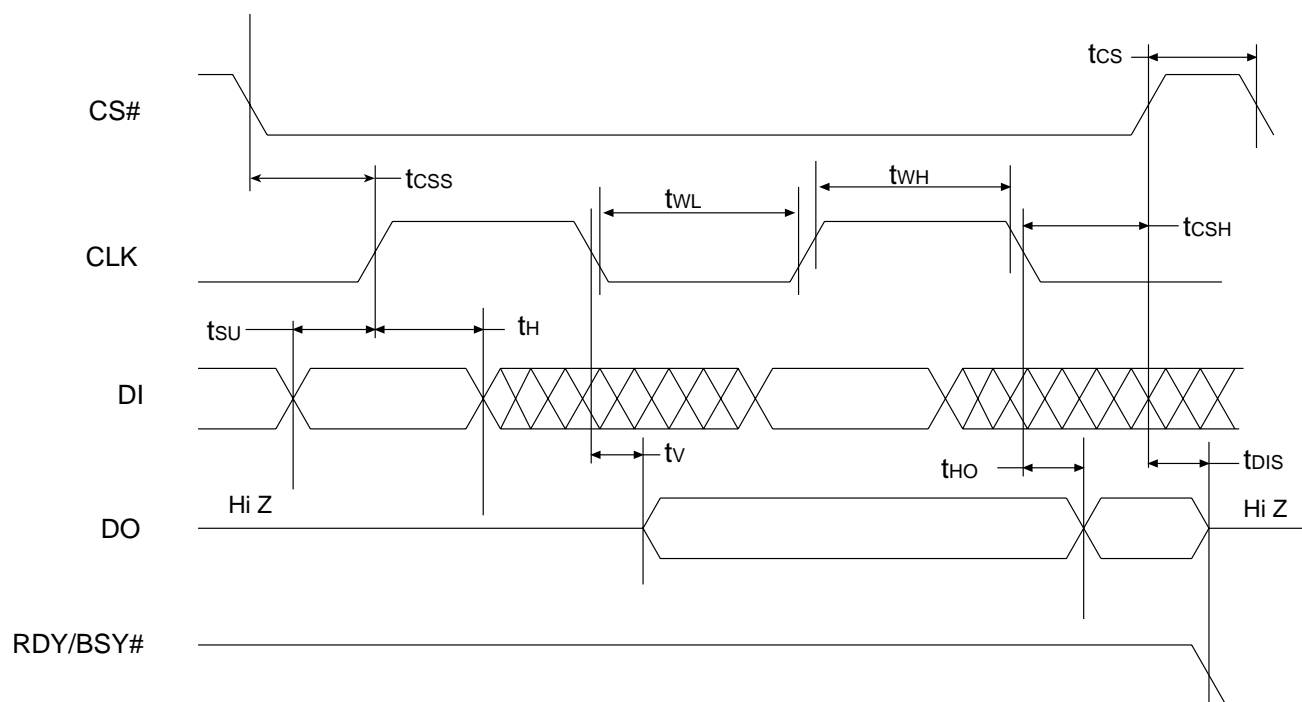 tCS
CS#
tCSS
tWL
tWH
tCSH
CLK
tSU
tH
DI
tV
tHO
tDIS
Hi Z
Hi Z
DO
RDY/BSY#